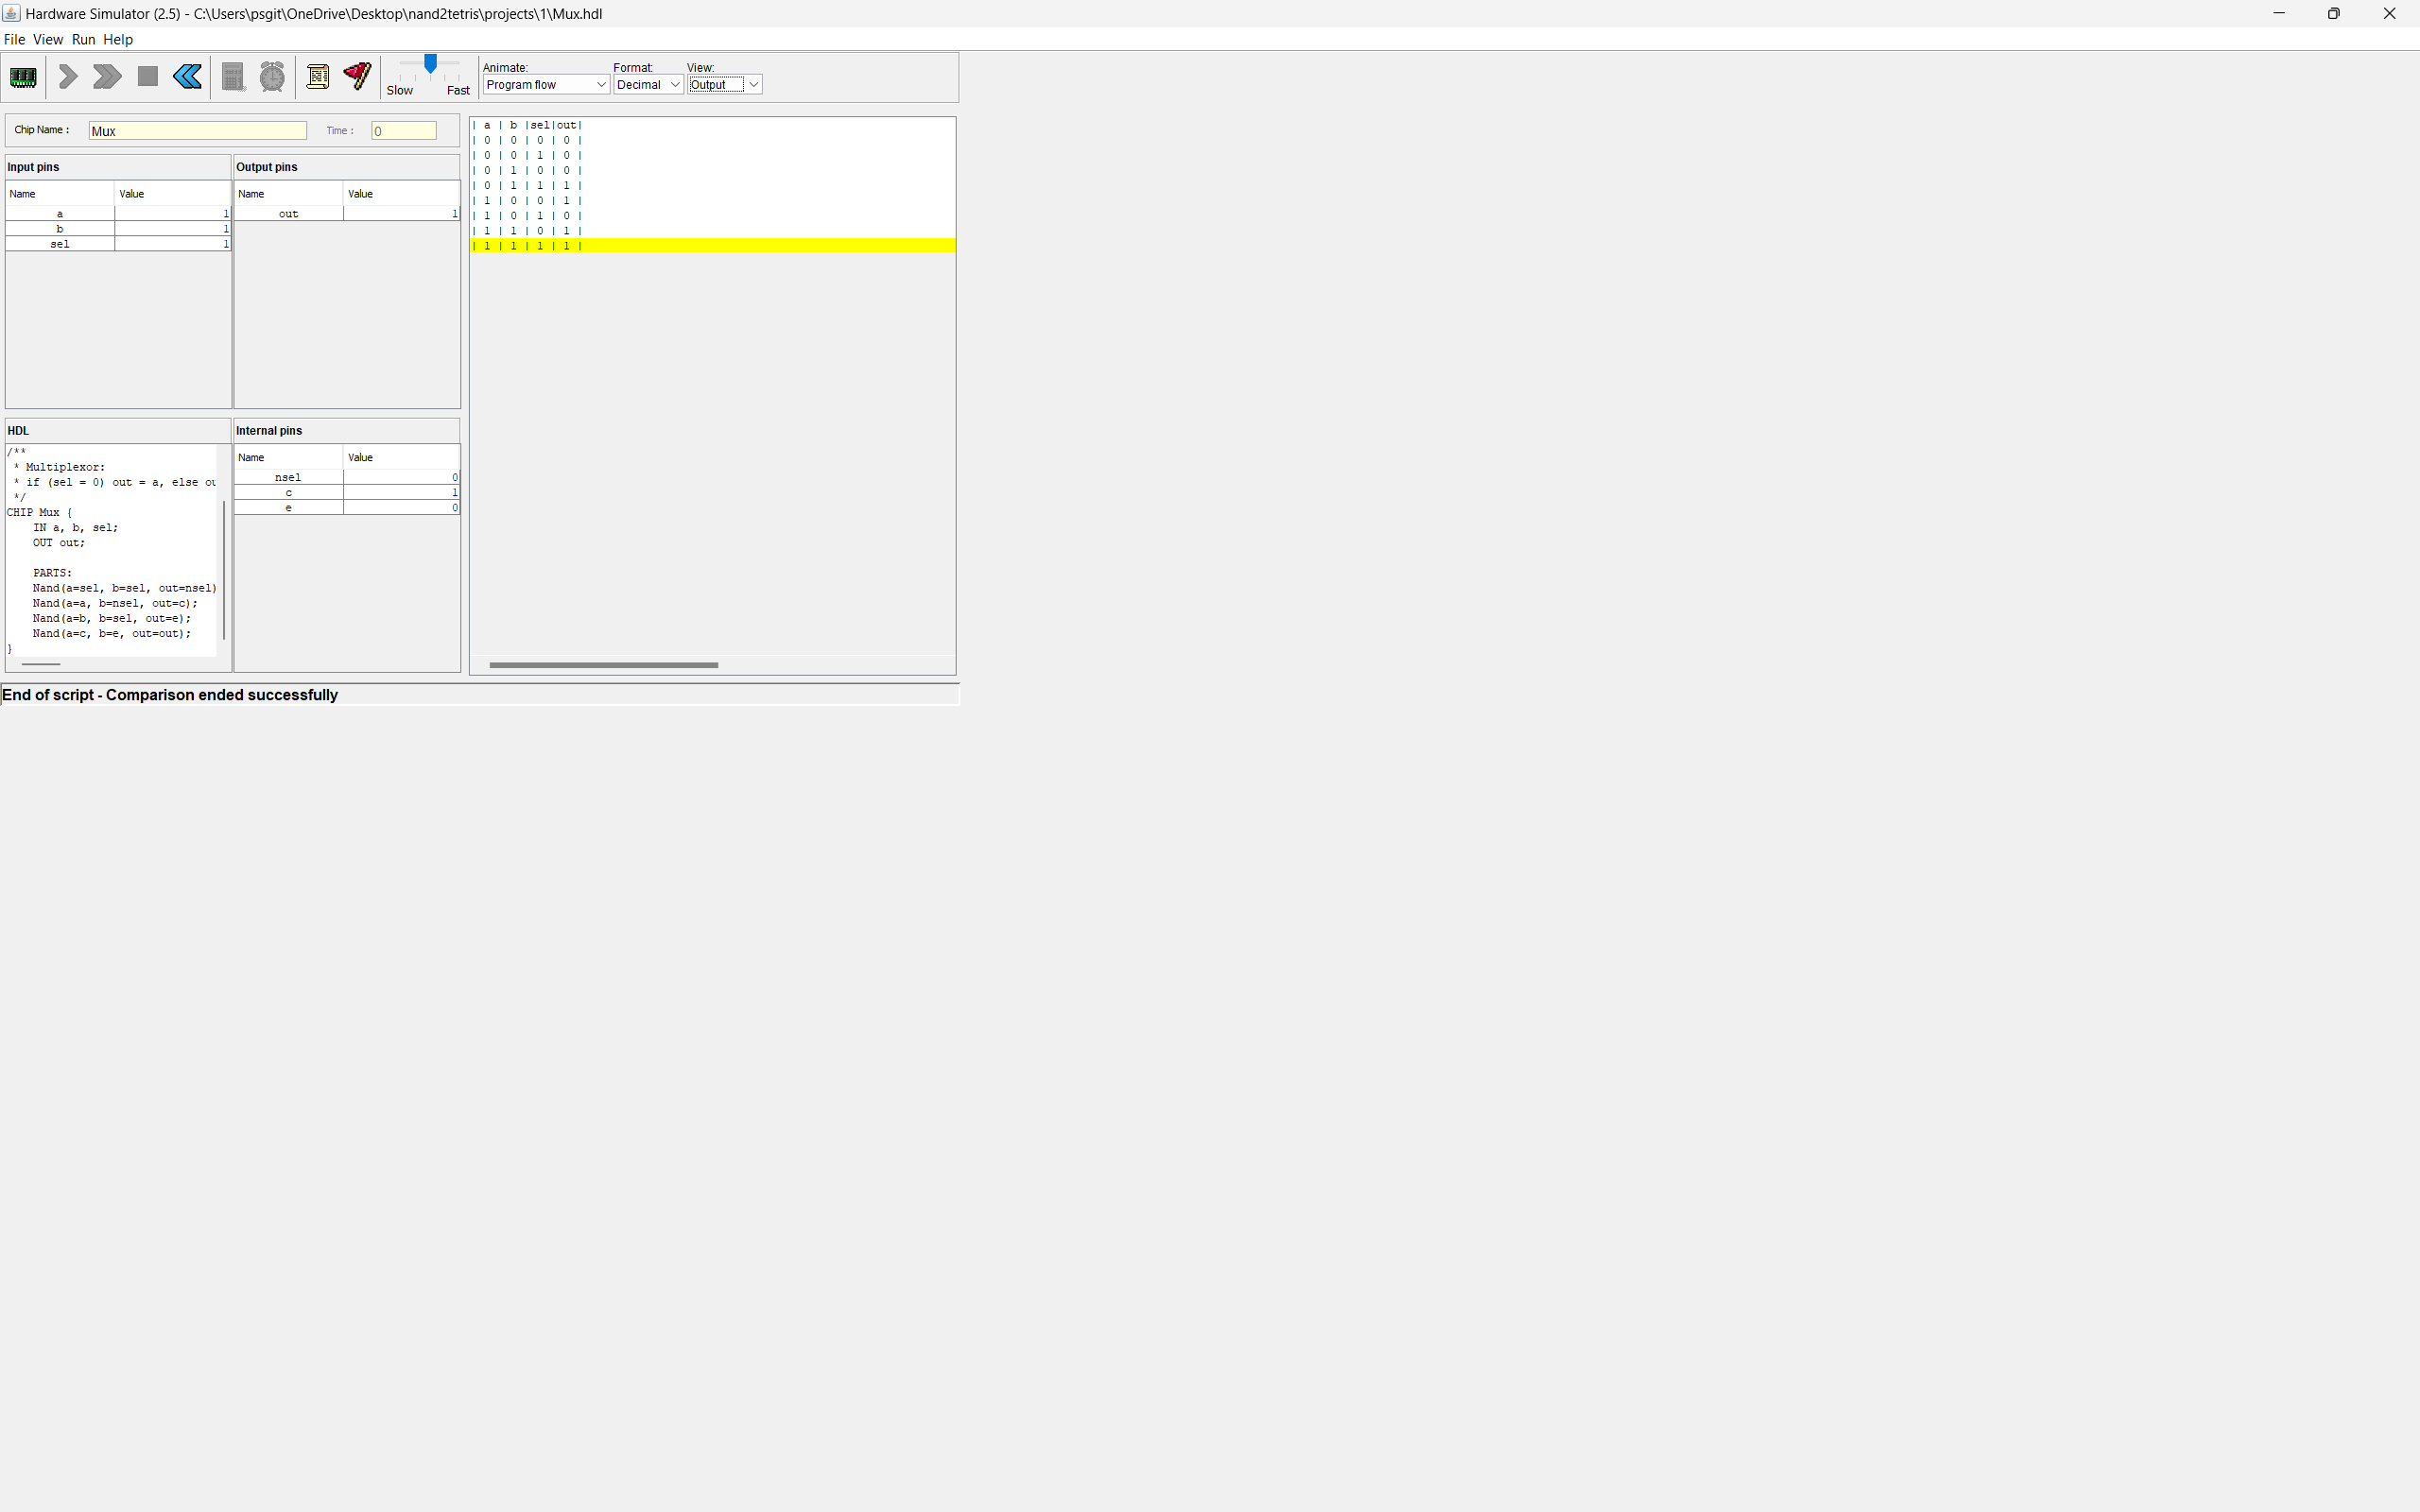 Hardware Simulator (2.5) - C:\Users\psgit\OneDrive\Desktop\nand2tetris\projects\1\Mux.hdl
File View Run Help
Slow Fast
Animate: Format: View:
Program flow Decimal Output
Chip Name : Mux Time : 0
Input pins
Name Value
a 1
b 1
sel 1
Output pins
Name Value
out 1
HDL
/**
 * Multiplexor:
 * if (sel = 0) out = a, else ou
 */
CHIP Mux {
    IN a, b, sel;
    OUT out;
    PARTS:
    Nand(a=sel, b=sel, out=nsel)
    Nand(a=a, b=nsel, out=c);
    Nand(a=b, b=sel, out=e);
    Nand(a=c, b=e, out=out);
}
Internal pins
Name Value
nsel 0
c 1
e 0
| a | b |sel|out|
| 0 | 0 | 0 | 0 |
| 0 | 0 | 1 | 0 |
| 0 | 1 | 0 | 0 |
| 0 | 1 | 1 | 1 |
| 1 | 0 | 0 | 1 |
| 1 | 0 | 1 | 0 |
| 1 | 1 | 0 | 1 |
| 1 | 1 | 1 | 1 |
End of script - Comparison ended successfully